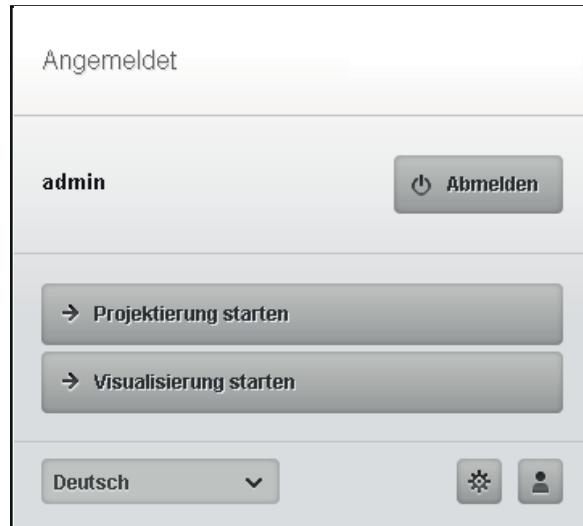 Angemeldet
admin
Abmelden
Projektierung starten
Visualisierung starten
Deutsch